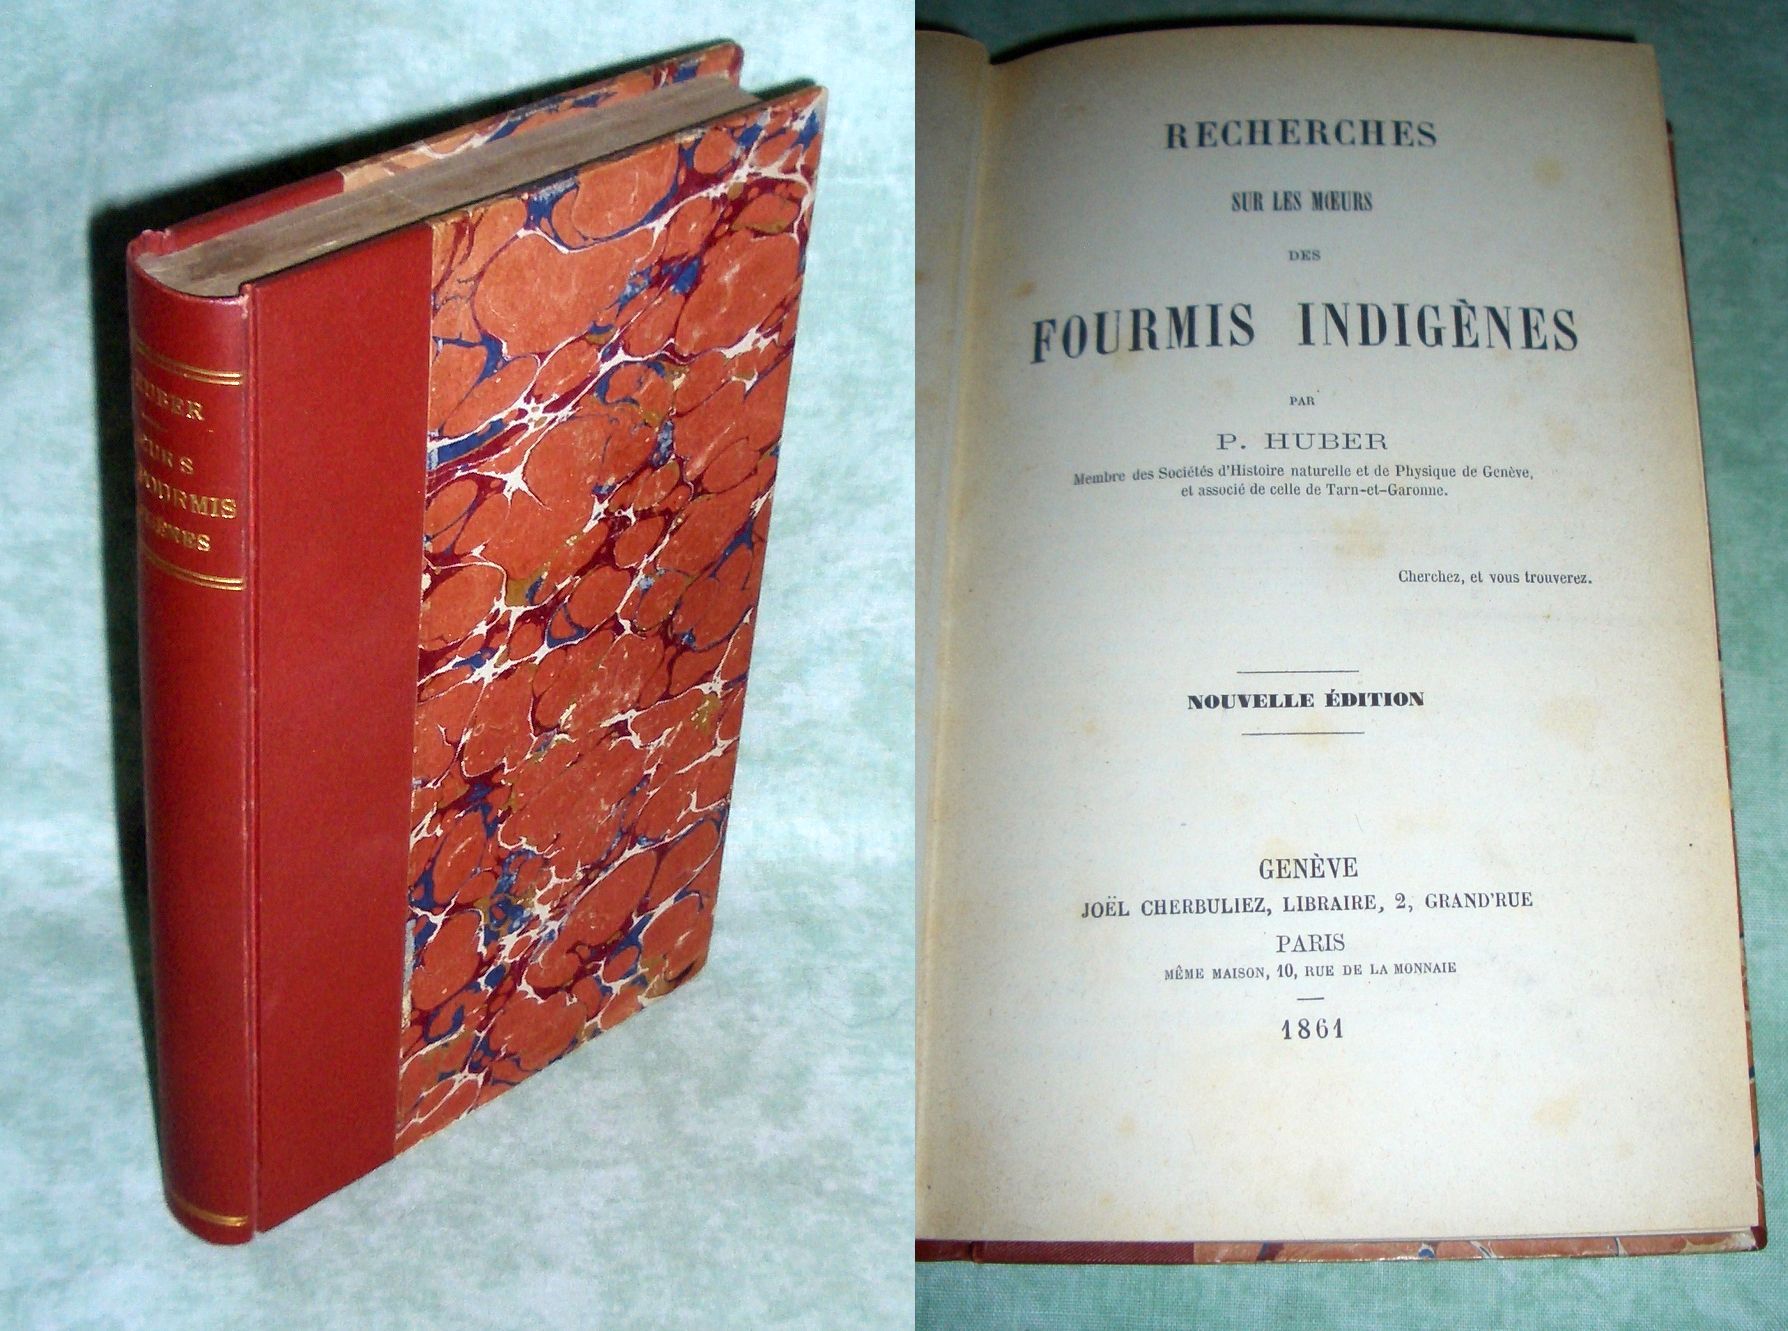 HUBER
FOURMIS
RECHERCHES
SUR LES MŒURS
DES
FOURMIS INDIGÈNES
PAR
P. HUBER
Membre des Sociétés d'Histoire naturelle et de Physique de Genève,
et associé de celle de Tarn-et-Garonne.
Cherchez, et vous trouverez.
NOUVELLE ÉDITION
GENÈVE
JOËL CHERBULIEZ, LIBRAIRE, 2, GRAND'RUE
PARIS
MÊME MAISON, 10, RUE DE LA MONNAIE
1861